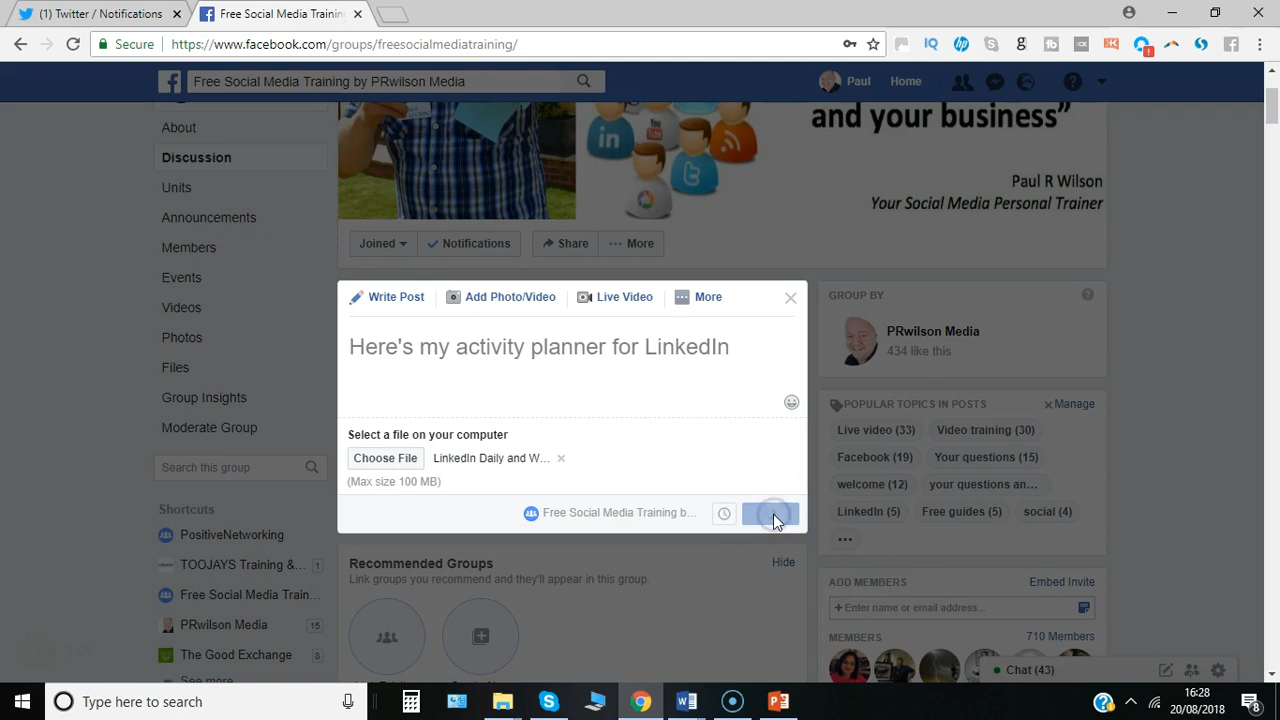 (1) Twitter / Notifications
Free Social Media Trainin
Secure
https://www.facebook.com/groups/freesocialmediatraining/
Free Social Media Training by PRwilson Media
Paul
Home
and your business”
Paul R Wilson
Your Social Media Personal Trainer
About
Discussion
Units
Announcements
Members
Events
Videos
Photos
Files
Group Insights
Moderate Group
Search this group
Shortcuts
PositiveNetworking
TOOJAYS Training &... 1
Free Social Media Train...
PRwilson Media 15
The Good Exchange 8
See more...
Joined
Notifications
Share
More
Write Post
Add Photo/Video
Live Video
More
Here's my activity planner for LinkedIn
Select a file on your computer
Choose File
LinkedIn Daily and W...
(Max size 100 MB)
Free Social Media Training b...
Recommended Groups
Hide
Link groups you recommend and they'll appear in this group.
GROUP BY
PRwilson Media
434 like this
POPULAR TOPICS IN POSTS
Manage
Live video (33)
Video training (30)
Facebook (19)
Your questions (15)
welcome (12)
your questions an...
LinkedIn (5)
Free guides (5)
social (4)
ADD MEMBERS
Embed Invite
+ Enter name or email address...
MEMBERS
710 Members
Chat (43)
Type here to search
16:28
20/08/2018
8